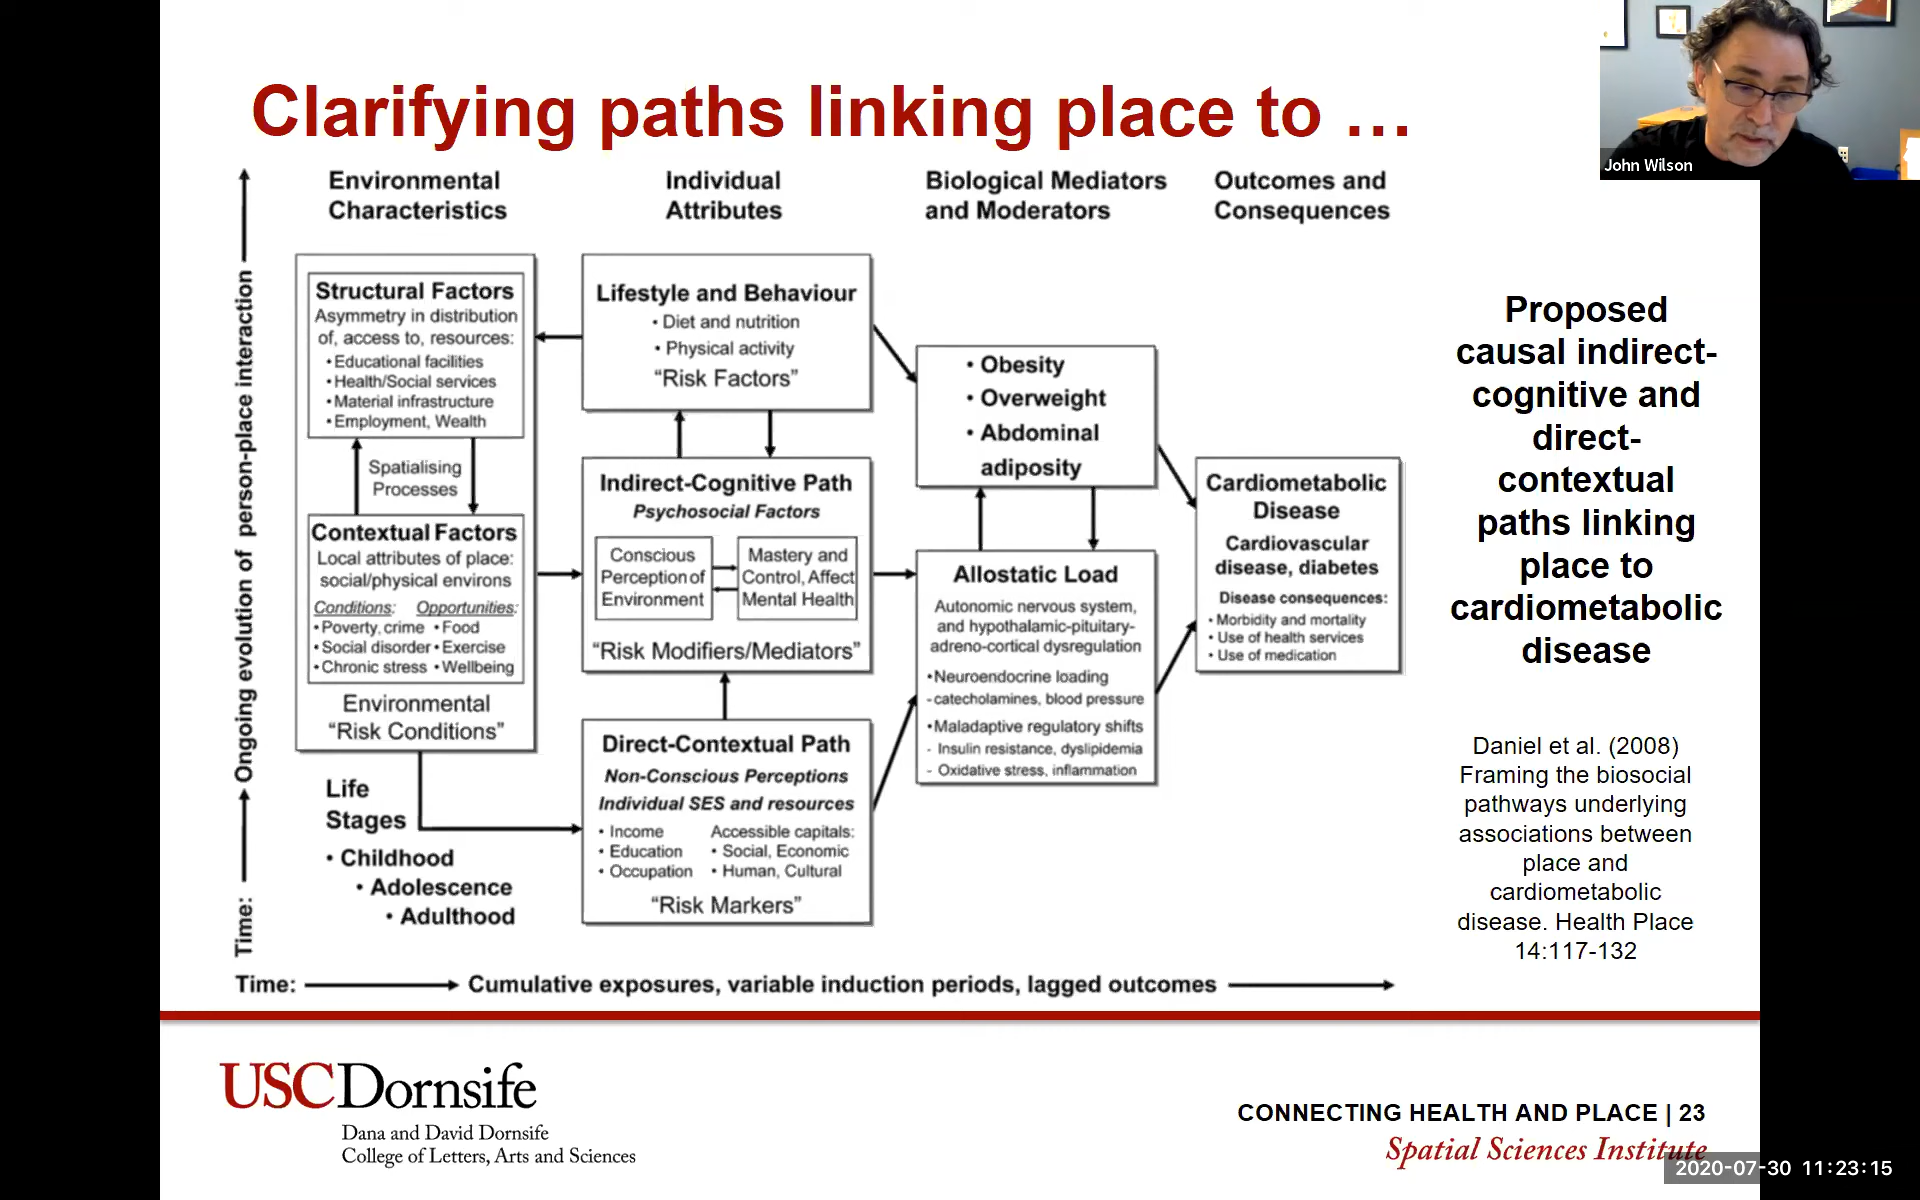 Clarifying paths linking place to ...
John Wilson
Environmental
Characteristics
Individual
Attributes
Biological Mediators
and Moderators
Outcomes and
Consequences
Ongoing evolution of person-place interaction
Time:
Structural Factors
Asymmetry in distribution
of, access to, resources:
• Educational facilities
• Health/Social services
• Material infrastructure
• Employment, Wealth
Spatialising
Processes
Contextual Factors
Local attributes of place:
social/physical environs
Conditions: Opportunities:
• Poverty, crime • Food
• Social disorder • Exercise
• Chronic stress • Wellbeing
Environmental
“Risk Conditions”
Life
Stages
• Childhood
• Adolescence
• Adulthood
Lifestyle and Behaviour
• Diet and nutrition
• Physical activity
“Risk Factors”
Indirect-Cognitive Path
Psychosocial Factors
Conscious
Perception of
Environment
Mastery and
Control, Affect
Mental Health
“Risk Modifiers/Mediators”
Direct-Contextual Path
Non-Conscious Perceptions
Individual SES and resources
• Income
• Education
• Occupation
Accessible capitals:
• Social, Economic
• Human, Cultural
“Risk Markers”
• Obesity
• Overweight
• Abdominal
adiposity
Allostatic Load
Autonomic nervous system,
and hypothalamic-pituitary-
adreno-cortical dysregulation
• Neuroendocrine loading
- catecholamines, blood pressure
• Maladaptive regulatory shifts
- Insulin resistance, dyslipidemia
- Oxidative stress, inflammation
Cardiometabolic
Disease
Cardiovascular
disease, diabetes
Disease consequences:
• Morbidity and mortality
• Use of health services
• Use of medication
Time:
Cumulative exposures, variable induction periods, lagged outcomes
Proposed
causal indirect-
cognitive and
direct-
contextual
paths linking
place to
cardiometabolic
disease
Daniel et al. (2008)
Framing the biosocial
pathways underlying
associations between
place and
cardiometabolic
disease. Health Place
14:117-132
USC Dornsife
Dana and David Dornsife
College of Letters, Arts and Sciences
CONNECTING HEALTH AND PLACE | 23
Spatial Sciences Institute
2020-07-30 11:23:15